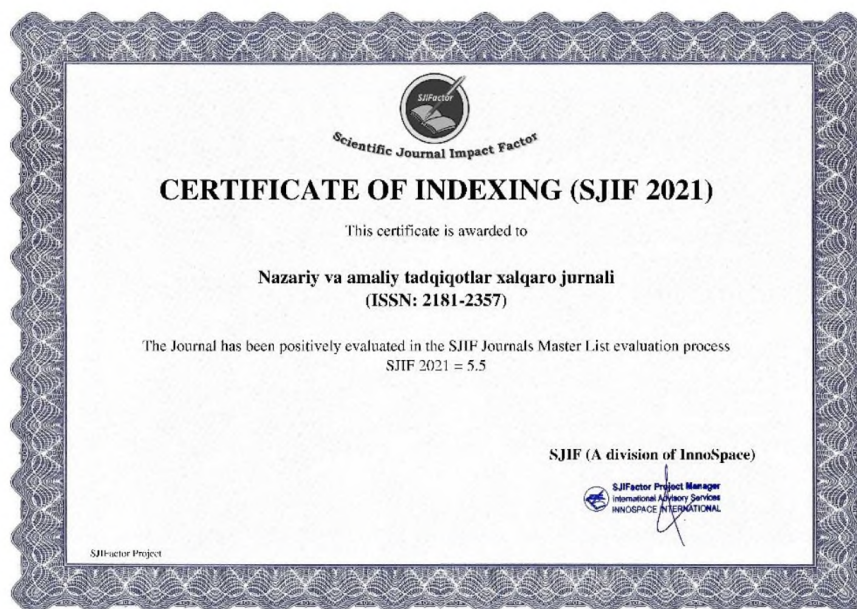 SJIFactor
Scientific Journal Impact Factor
CERTIFICATE OF INDEXING (SJIF 2021)
This certificate is awarded to
Nazariy va amaliy tadqiqotlar xalqaro jurnali
(ISSN: 2181-2357)
The Journal has been positively evaluated in the SJIF Journals Master List evaluation process
SJIF 2021 = 5.5
SJIF (A division of InnoSpace)
SJIFactor Project Manager
International Advisory Services
INNOSPACE INTERNATIONAL
SJIFactor Project